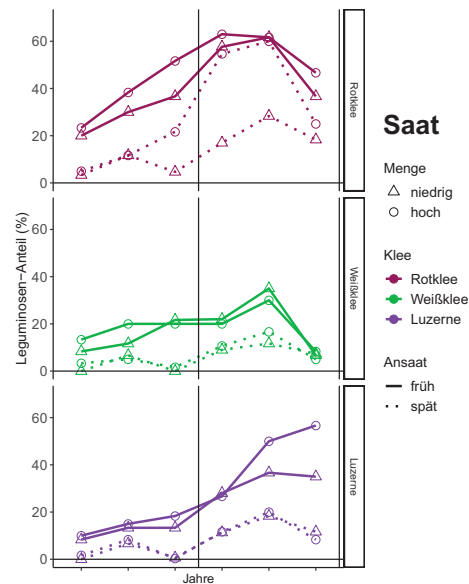 Leguminosen−Anteil (%)
60
40
20
0
Rotklee
60
40
20
0
Weißklee
60
40
20
0
Luzerne
Jahre
Saat
Menge
niedrig
hoch
Klee
Rotklee
Weißklee
Luzerne
Ansaat
früh
spät